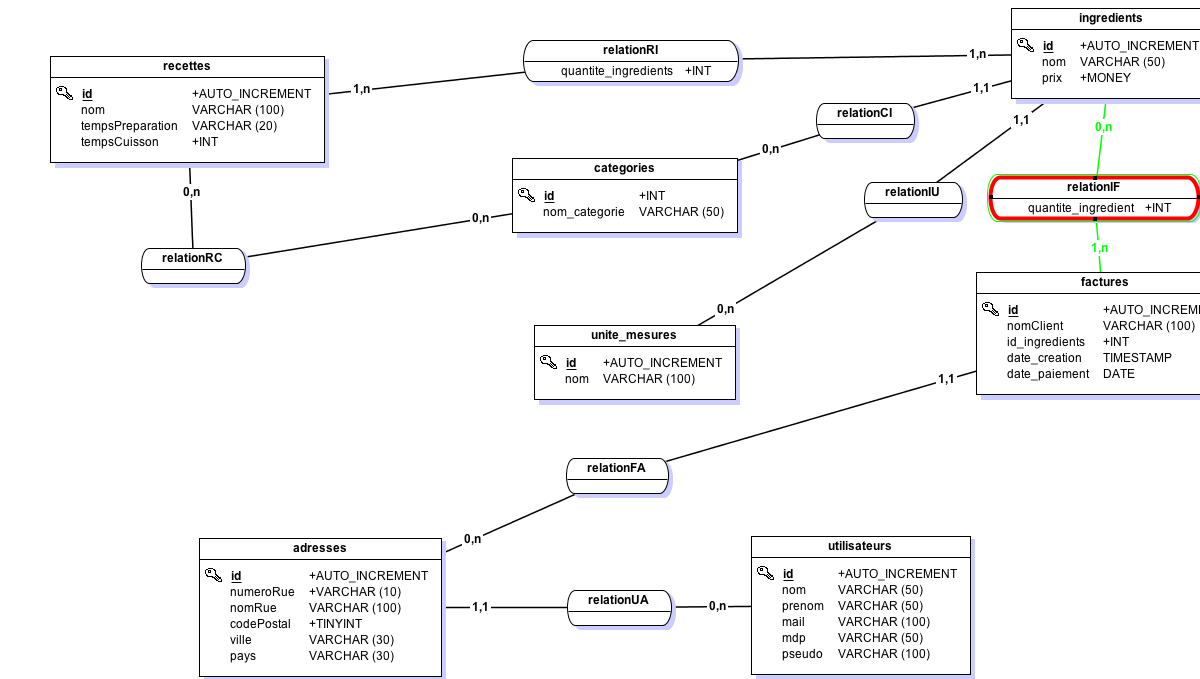 ingredients
id +AUTO_INCREMENT
nom VARCHAR (50)
prix +MONEY
relationRI
quantite_ingredients +INT
1,n
1,n
recettes
id +AUTO_INCREMENT
nom VARCHAR (100)
tempsPreparation VARCHAR (20)
tempsCuisson +INT
1,1
relationCI
0,n
1,1
0,n
categories
id +INT
nom_categorie VARCHAR (50)
relationIU
relationIF
quantite_ingredient +INT
0,n
0,n
relationRC
1,n
factures
id +AUTO_INCREMI
nomClient VARCHAR (100)
id_ingredients +INT
date_creation TIMESTAMP
date_paiement DATE
0,n
unite_mesures
id +AUTO_INCREMENT
nom VARCHAR (100)
1,1
relationFA
0,n
adresses
id +AUTO_INCREMENT
numeroRue +VARCHAR (10)
nomRue VARCHAR (100)
codePostal +TINYINT
ville VARCHAR (30)
pays VARCHAR (30)
1,1
relationUA
0,n
utilisateurs
id +AUTO_INCREMENT
nom VARCHAR (50)
prenom VARCHAR (50)
mail VARCHAR (100)
mdp VARCHAR (50)
pseudo VARCHAR (100)